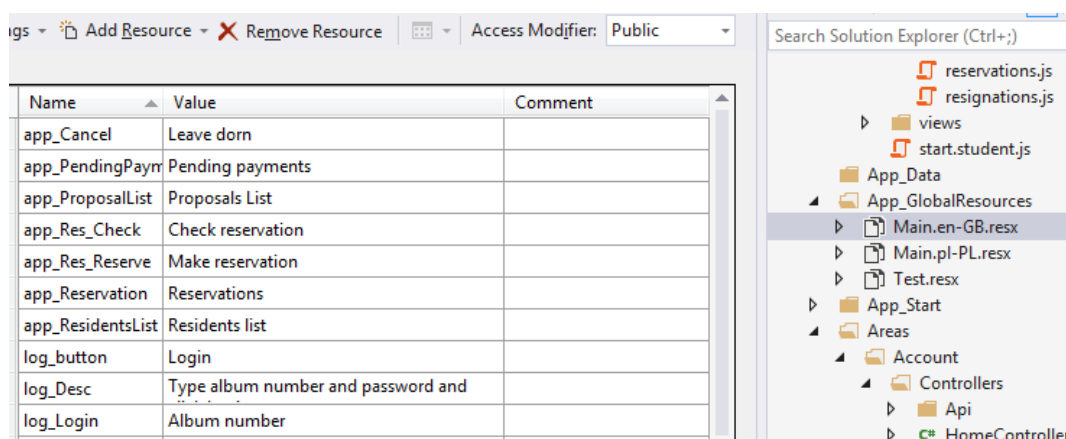 ngs Add Resource Remove Resource Access Modifier: Public
Name Value Comment
app_Cancel Leave dorn
app_PendingPaym Pending payments
app_ProposalList Proposals List
app_Res_Check Check reservation
app_Res_Reserve Make reservation
app_Reservation Reservations
app_ResidentsList Residents list
log_button Login
log_Desc Type album number and password and
log_Login Album number
Search Solution Explorer (Ctrl+;)
reservations.js
resignations.js
views
start.student.js
App_Data
App_GlobalResources
Main.en-GB.resx
Main.pl-PL.resx
Test.resx
App_Start
Areas
Account
Controllers
Api
C# HomeController